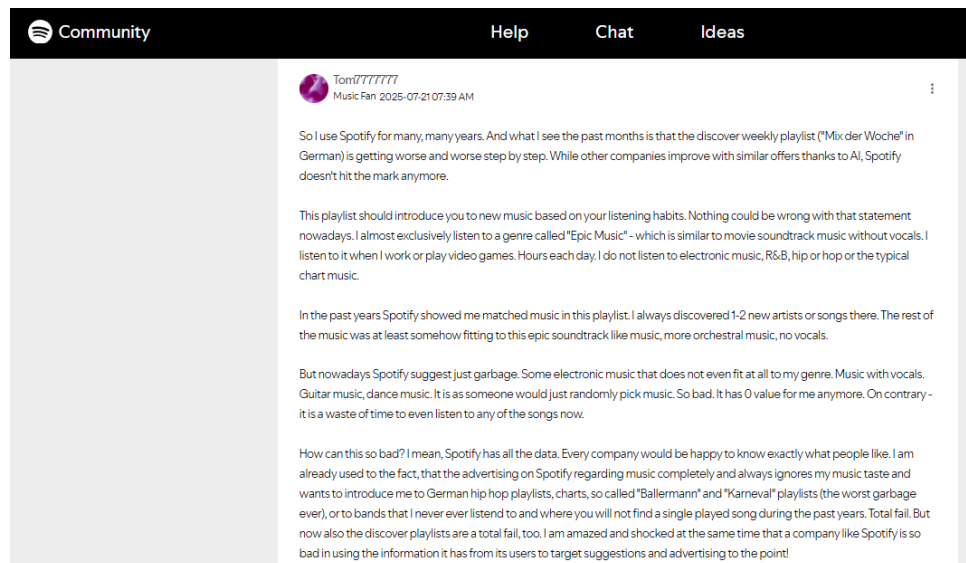 Community
Help
Chat
Ideas
Tom7777777
Music Fan 2025-07-21 07:39 AM
So I use Spotify for many, many years. And what I see the past months is that the discover weekly playlist ("Mix der Woche" in
German) is getting worse and worse step by step. While other companies improve with similar offers thanks to AI, Spotify
doesn't hit the mark anymore.
This playlist should introduce you to new music based on your listening habits. Nothing could be wrong with that statement
nowadays. I almost exclusively listen to a genre called "Epic Music" - which is similar to movie soundtrack music without vocals. I
listen to it when I work or play video games. Hours each day. I do not listen to electronic music, R&B, hip or hop or the typical
chart music.
In the past years Spotify showed me matched music in this playlist. I always discovered 1-2 new artists or songs there. The rest of
the music was at least somehow fitting to this epic soundtrack like music, more orchestral music, no vocals.
But nowadays Spotify suggest just garbage. Some electronic music that does not even fit at all to my genre. Music with vocals.
Guitar music, dance music. It is as someone would just randomly pick music. So bad. It has 0 value for me anymore. On contrary -
it is a waste of time to even listen to any of the songs now.
How can this so bad? I mean, Spotify has all the data. Every company would be happy to know exactly what people like. I am
already used to the fact, that the advertising on Spotify regarding music completely and always ignores my music taste and
wants to introduce me to German hip hop playlists, charts, so called "Ballermann" and "Karneval" playlists (the worst garbage
ever), or to bands that I never ever listend to and where you will not find a single played song during the past years. Total fail. But
now also the discover playlists are a total fail, too. I am amazed and shocked at the same time that a company like Spotify is so
bad in using the information it has from its users to target suggestions and advertising to the point!